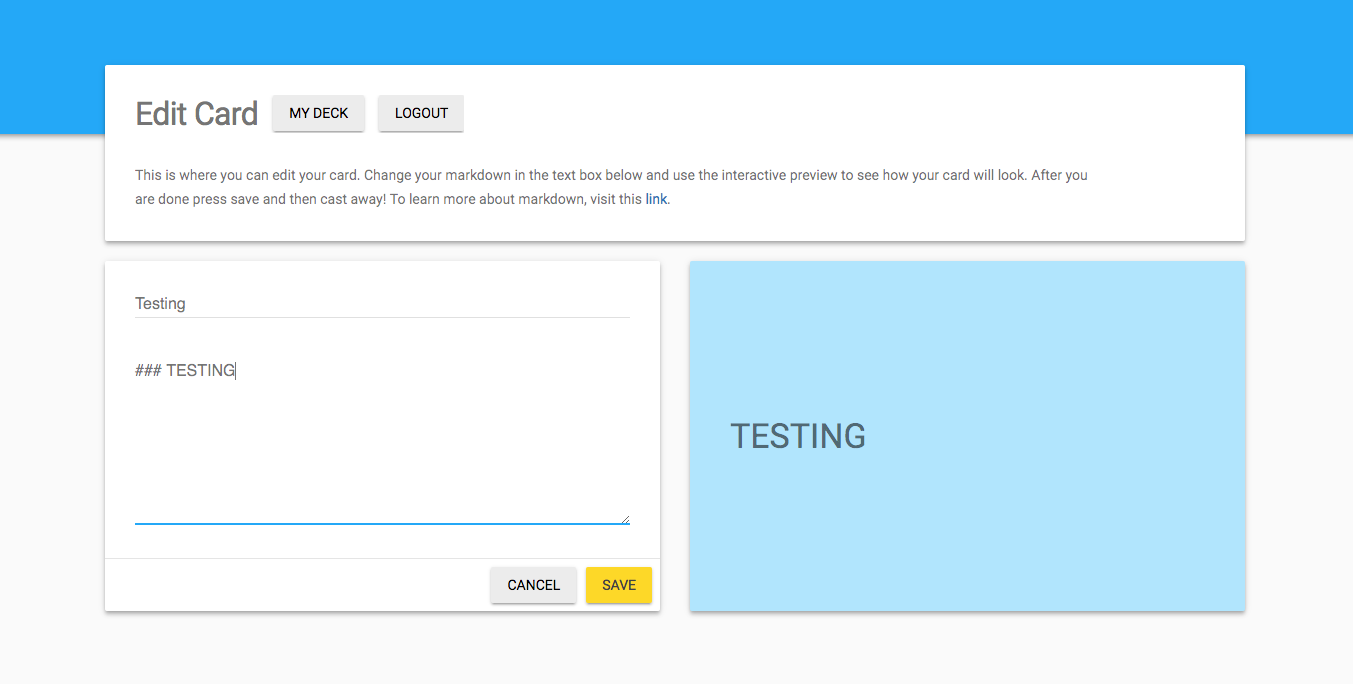 Edit Card MY DECK LOGOUT
This is where you can edit your card. Change your markdown in the text box below and use the interactive preview to see how your card will look. After you
are done press save and then cast away! To learn more about markdown, visit this link.
Testing
### TESTING
TESTING
CANCEL SAVE